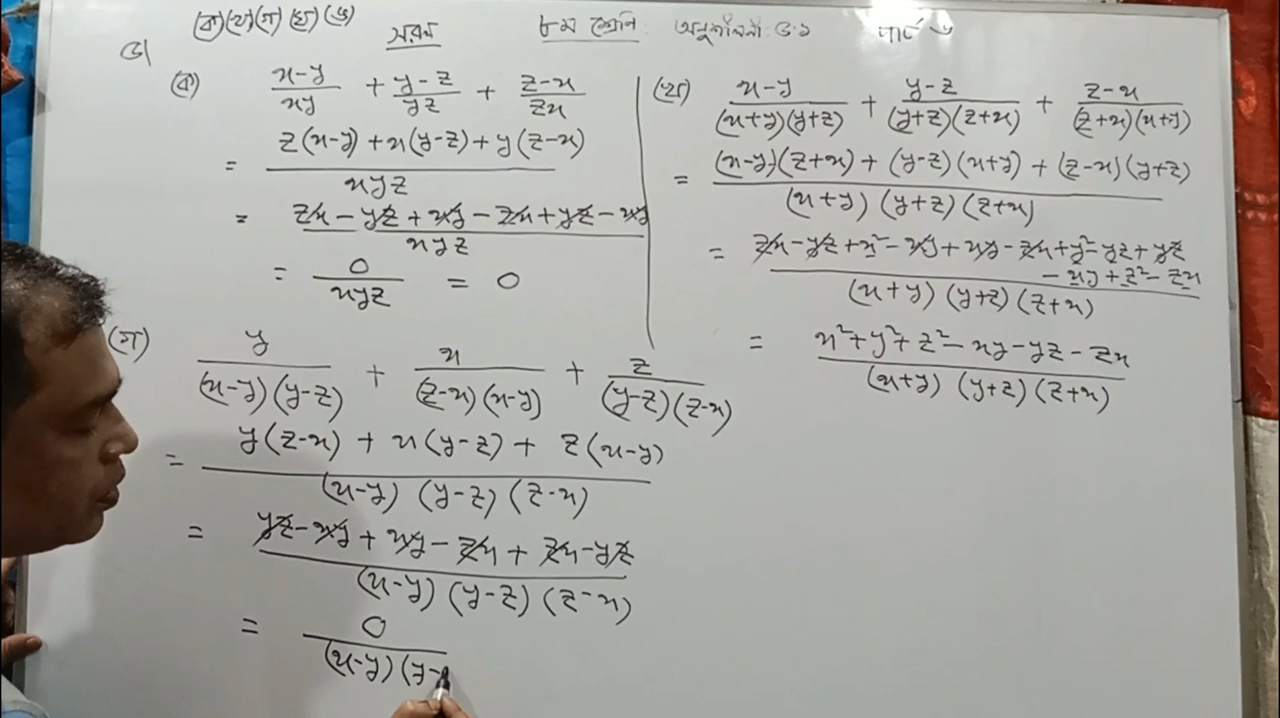 (ক)(খ)(গ)(ঘ)(ঙ) সরল ৮ম শ্রেণি অনুশীলনী ৫.১ পার্ট ৬
৬।
(ক) x-y/xy + y-z/yz + z-x/zx
= z(x-y) + x(y-z) + y(z-x) / xyz
= zx - yz + xy - zx + yz - xy / xyz
= 0/xyz = 0
(খ) x-y/(x+y)(y+z) + y-z/(y+z)(z+x) + z-x/(z+x)(x+y)
= (x-y)(z+x) + (y-z)(x+y) + (z-x)(y+z) / (x+y)(y+z)(z+x)
= zx - yz + x² - xy + xy - zx + y² - yz + yz - xy + z² - zx / (x+y)(y+z)(z+x)
= x² + y² + z² - xy - yz - zx / (x+y)(y+z)(z+x)
(গ) y/(x-y)(y-z) + x/(z-x)(x-y) + z/(y-z)(z-x)
= y(z-x) + x(y-z) + z(x-y) / (x-y)(y-z)(z-x)
= yz - xy + xy - zx + zx - yz / (x-y)(y-z)(z-x)
= 0/(x-y)(y-